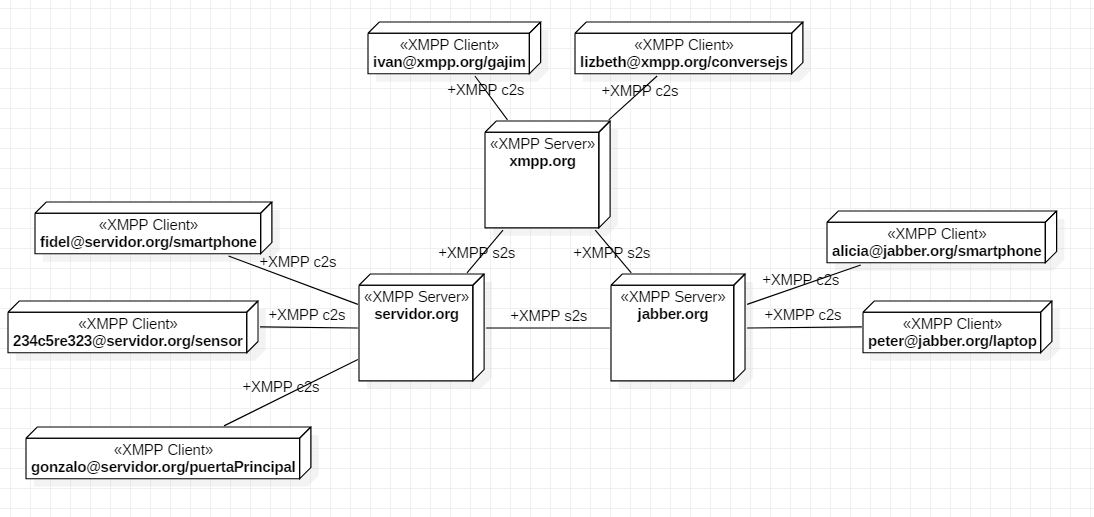 «XMPP Client»
ivan@xmpp.org/gajim
«XMPP Client»
lizbeth@xmpp.org/conversejs
+XMPP c2s
+XMPP c2s
«XMPP Server»
xmpp.org
«XMPP Client»
fidel@servidor.org/smartphone
«XMPP Client»
alicia@jabber.org/smartphone
+XMPP s2s
+XMPP s2s
+XMPP c2s
+XMPP c2s
«XMPP Server»
servidor.org
«XMPP Server»
jabber.org
«XMPP Client»
234c5re323@servidor.org/sensor
+XMPP c2s
+XMPP s2s
+XMPP c2s
«XMPP Client»
peter@jabber.org/laptop
+XMPP c2s
«XMPP Client»
gonzalo@servidor.org/puertaPrincipal